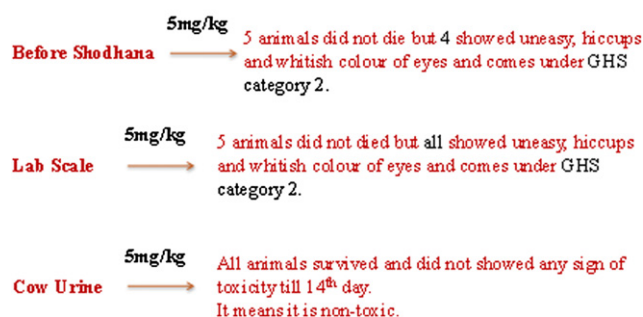 5mg/kg
Before Shodhana
5 animals did not die but 4 showed uneasy, hiccups
and whitish colour of eyes and comes under GHS
category 2.
5mg/kg
Lab Scale
5 animals did not died but all showed uneasy, hiccups
and whitish colour of eyes and comes under GHS
category 2.
5mg/kg
Cow Urine
All animals survived and did not showed any sign of
toxicity till 14th day.
It means it is non-toxic.